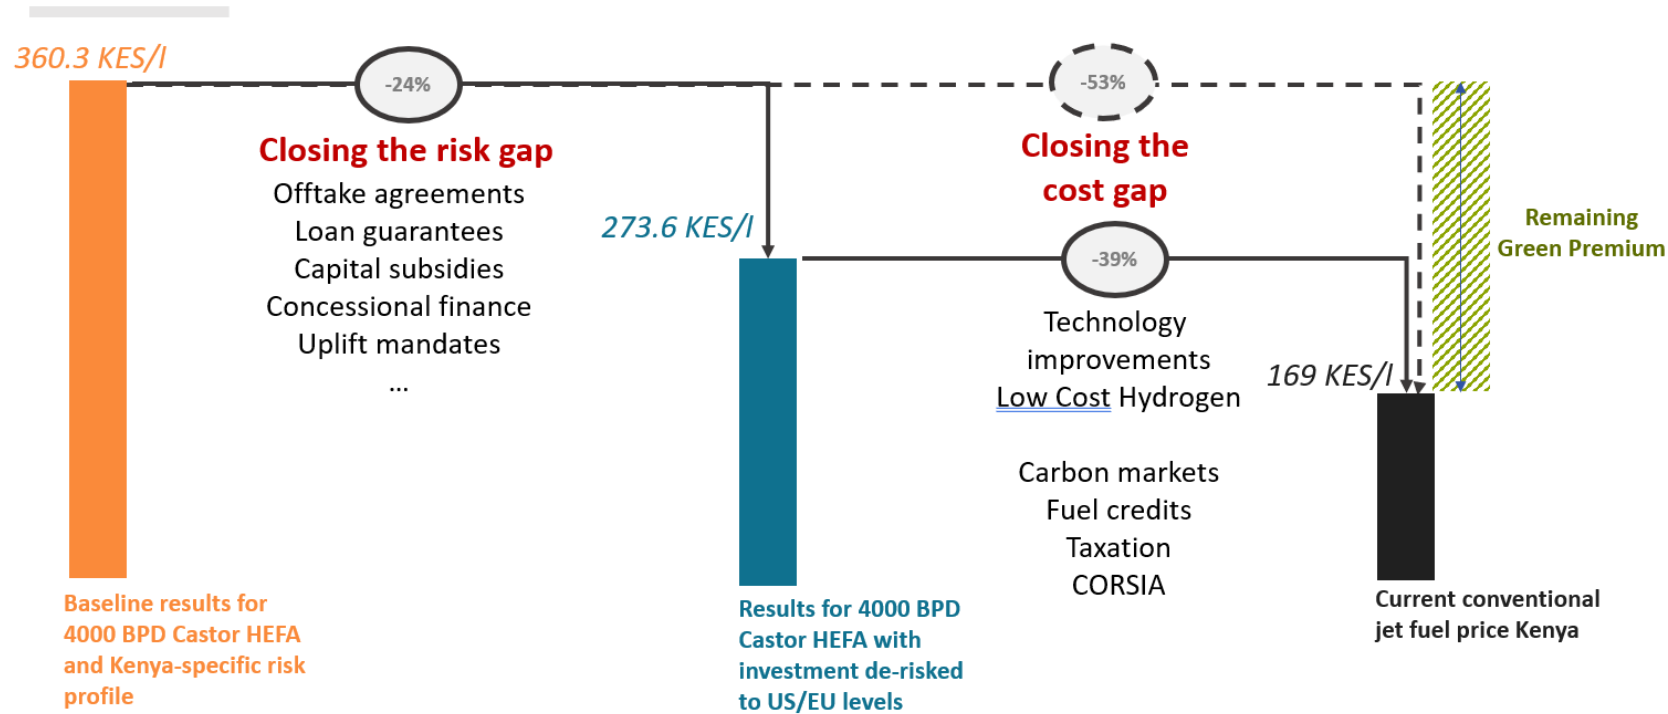 360.3 KES/l
-24%
Closing the risk gap
Offtake agreements
Loan guarantees
Capital subsidies
Concessional finance
Uplift mandates
...
Baseline results for
4000 BPD Castor HEFA
and Kenya-specific risk
profile
273.6 KES/l
Results for 4000 BPD
Castor HEFA with
investment de-risked
to US/EU levels
-53%
Closing the
cost gap
-39%
Technology
improvements
Low Cost Hydrogen
Carbon markets
Fuel credits
Taxation
CORSIA
169 KES/l
Current conventional
jet fuel price Kenya
Remaining
Green Premium